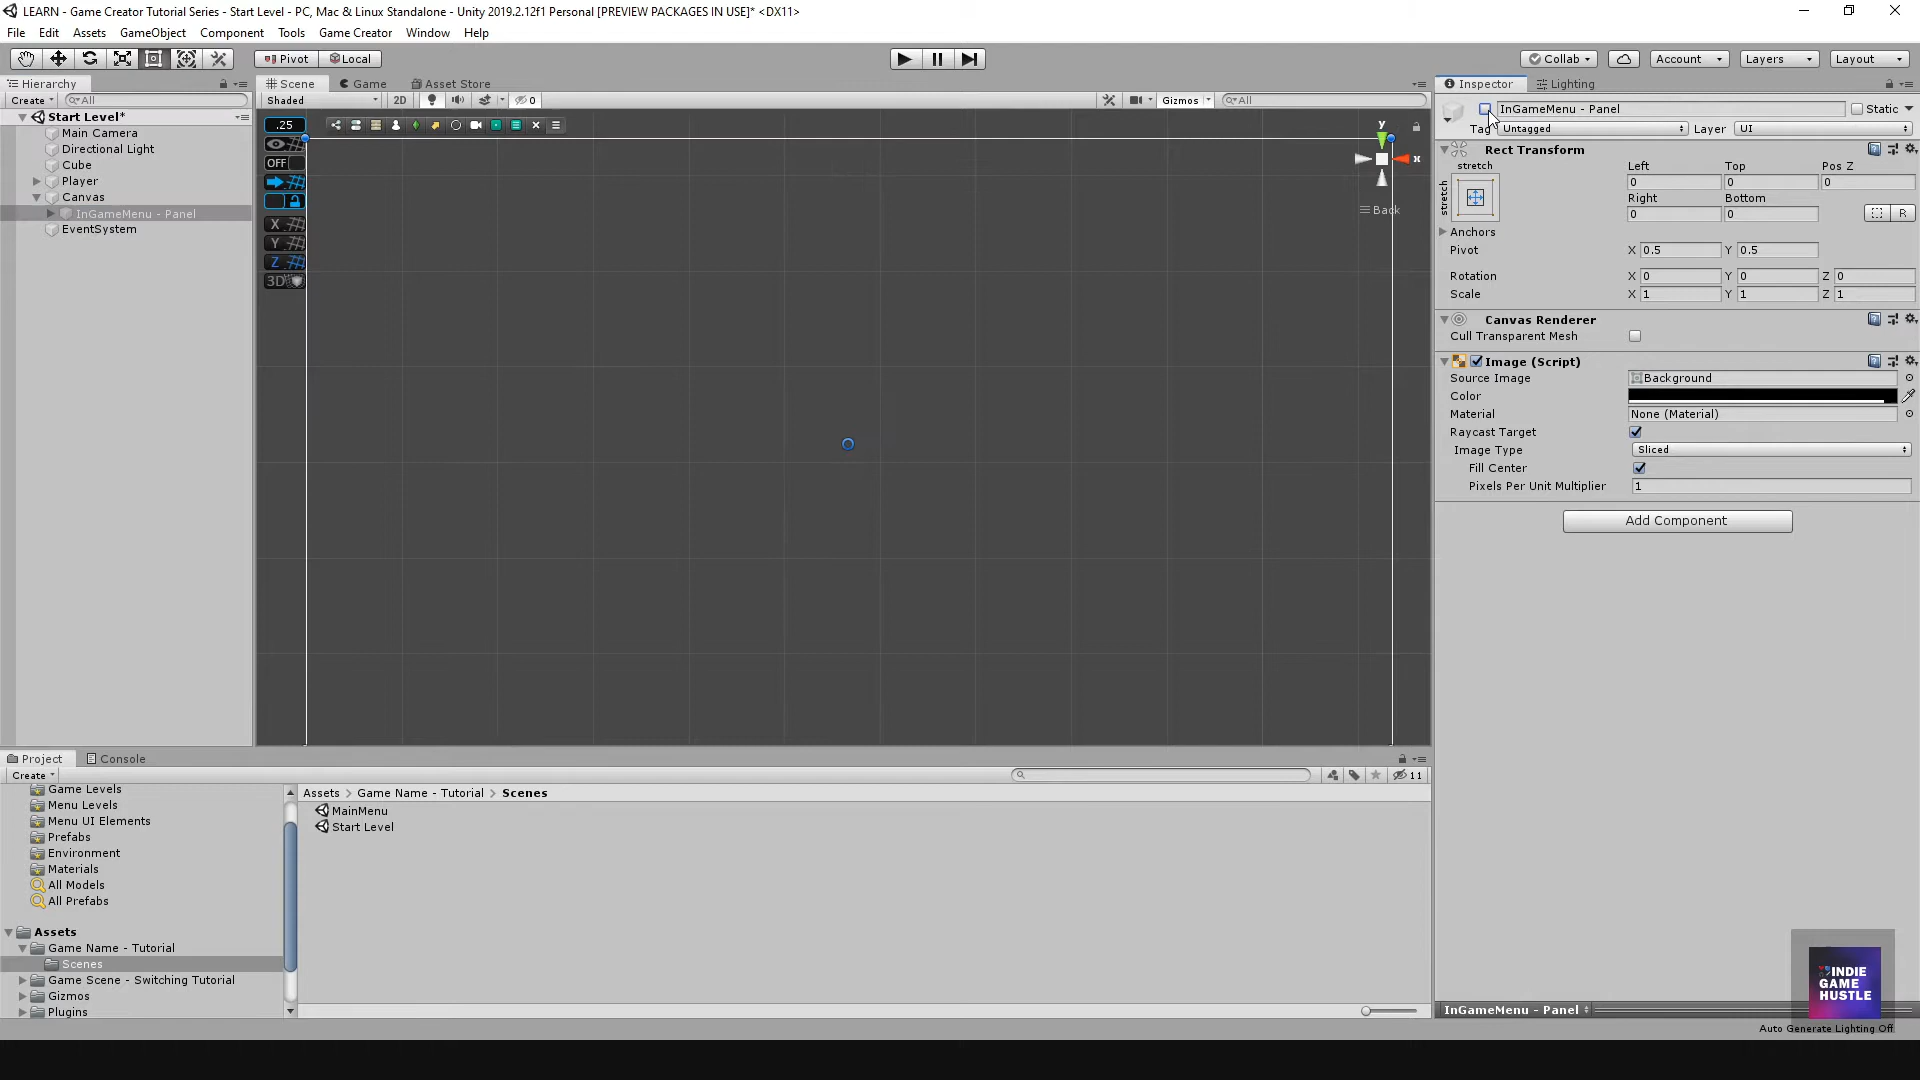 LEARN - Game Creator Tutorial Series - Start Level - PC, Mac & Linux Standalone - Unity 2019.2.12f1 Personal [PREVIEW PACKAGES IN USE]* <DX11>
File Edit Assets GameObject Component Tools Game Creator Window Help
Pivot Local Collab Account Layers Layout
Hierarchy Scene Game Asset Store Inspector Lighting
Create All Shaded 2D 0 Gizmos All
InGameMenu - Panel Static
Tag Untagged Layer UI
Start Level*
Main Camera
Directional Light
Cube
Player
Canvas
InGameMenu - Panel
EventSystem
.25
OFF
X
Y
Z
3D
y
x
Back
Rect Transform
stretch Left Top Pos Z
stretch 0 0 0
Right Bottom
0 0 R
Anchors
Pivot X 0.5 Y 0.5
Rotation X 0 Y 0 Z 0
Scale X 1 Y 1 Z 1
Canvas Renderer
Cull Transparent Mesh
Image (Script)
Source Image Background
Color
Material None (Material)
Raycast Target
Image Type Sliced
Fill Center
Pixels Per Unit Multiplier 1
Add Component
Project Console
Create 11
Game Levels
Menu Levels
Menu UI Elements
Prefabs
Environment
Materials
All Models
All Prefabs
Assets
Game Name - Tutorial
Scenes
Game Scene - Switching Tutorial
Gizmos
Plugins
Assets > Game Name - Tutorial > Scenes
MainMenu
Start Level
INDIE
GAME
HUSTLE
InGameMenu - Panel
Auto Generate Lighting Off